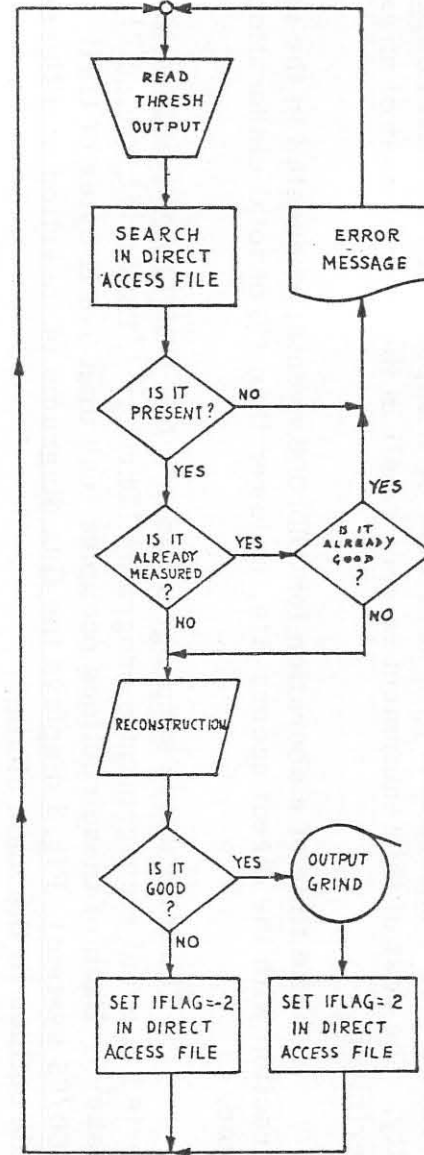 READ
THRESH
OUTPUT
SEARCH
IN DIRECT
ACCESS FILE
ERROR
MESSAGE
IS IT
PRESENT?
NO
YES
IS IT
ALREADY
MEASURED
?
YES
NO
IS IT
ALREADY
GOOD
?
YES
NO
RECONSTRUCTION
IS IT
GOOD
?
YES
NO
OUTPUT
GRIND
SET IFLAG=-2
IN DIRECT
ACCESS FILE
SET IFLAG= 2
IN DIRECT
ACCESS FILE